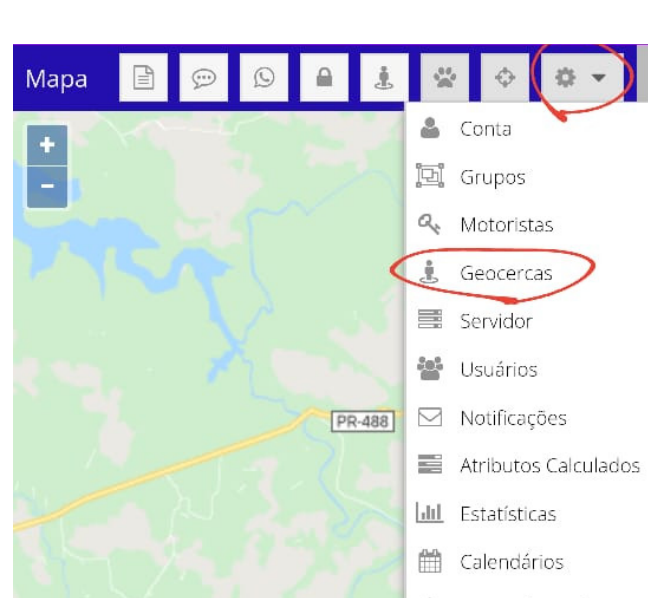 Mapa
Conta
Grupos
Motoristas
Geocercas
Servidor
Usuários
PR-488
Notificações
Atributos Calculados
Estatísticas
Calendários